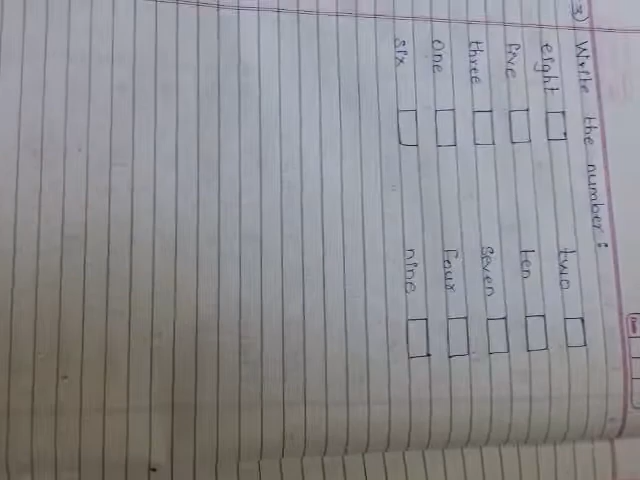 3) Write the number :
eight two
five ten
three seven
one four
six nine